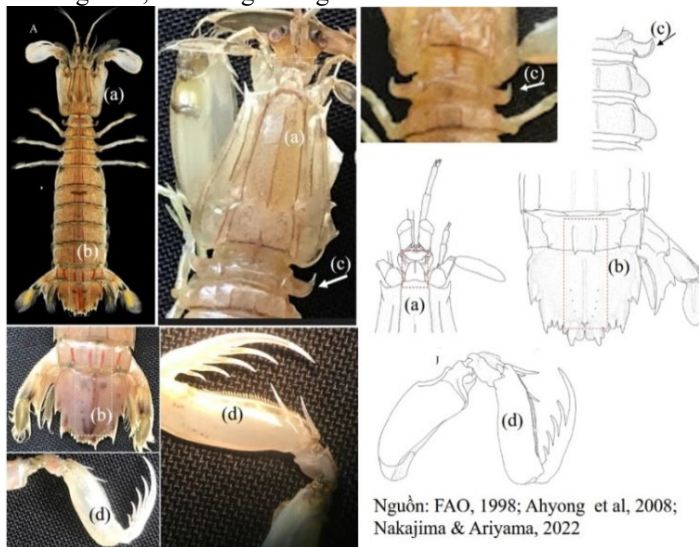 A
(a)
(b)
(a)
(c)
(c)
(c)
(a)
(b)
(b)
(d)
(d)
(d)
Nguồn: FAO, 1998; Ahyong et al, 2008;
Nakajima & Ariyama, 2022